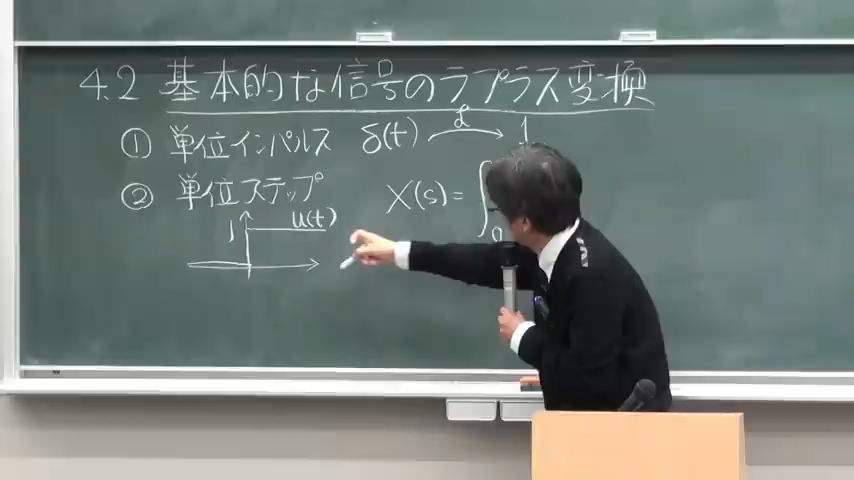 4.2 基本的な信号のラプラス変換
① 単位インパルス δ(t) ℒ 1
② 単位ステップ X(s)= ∫0
1 u(t)